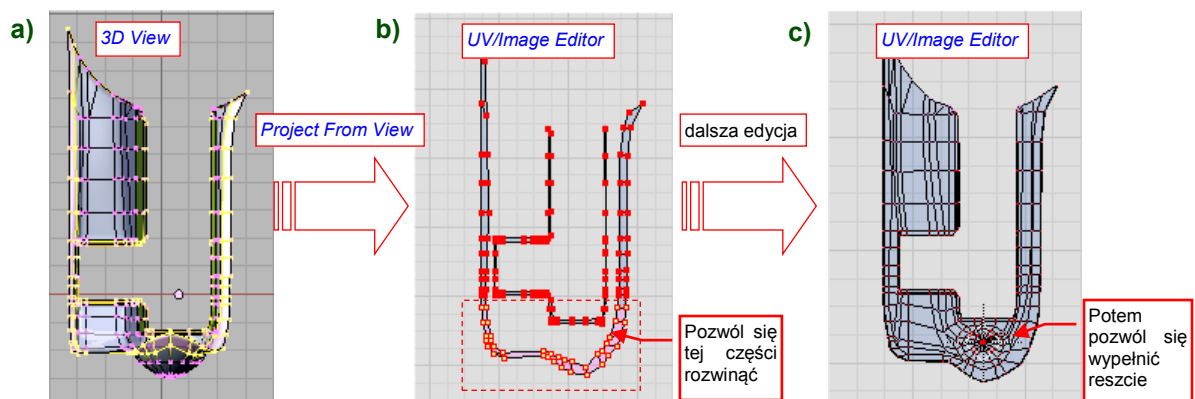 a)
3D View
Project From View
b)
UV/Image Editor
Pozwól się
tej części
rozwinąć
dalsza edycja
c)
UV/Image Editor
Potem
pozwól się
wypełnić
reszcie